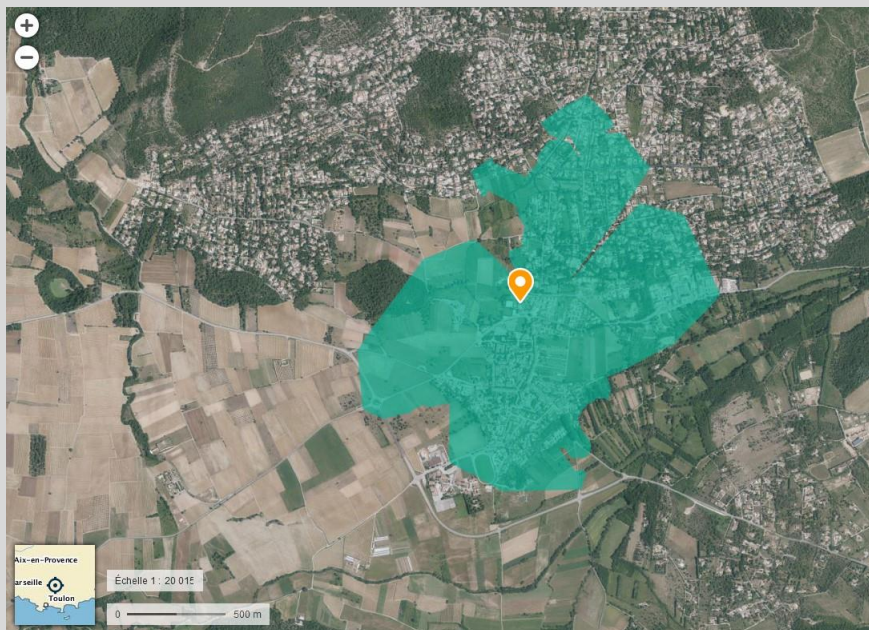 +
−
Aix-en-Provence
arseille
Toulon
Échelle 1 : 20 015
0 500 m